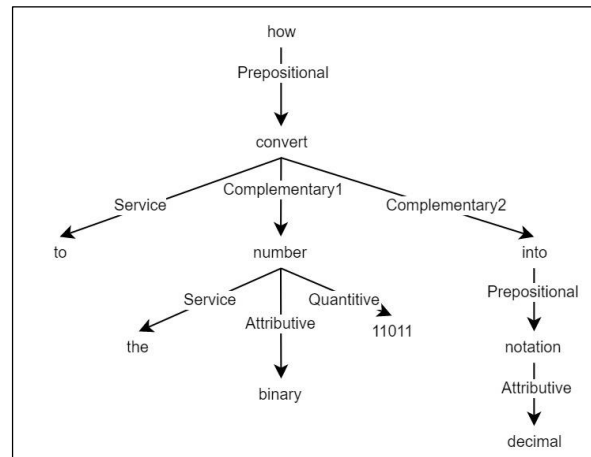 how
Prepositional
convert
Service
Complementary1
Complementary2
to
number
into
Service
Quantitive
Prepositional
Attributive
the
11011
notation
Attributive
binary
decimal